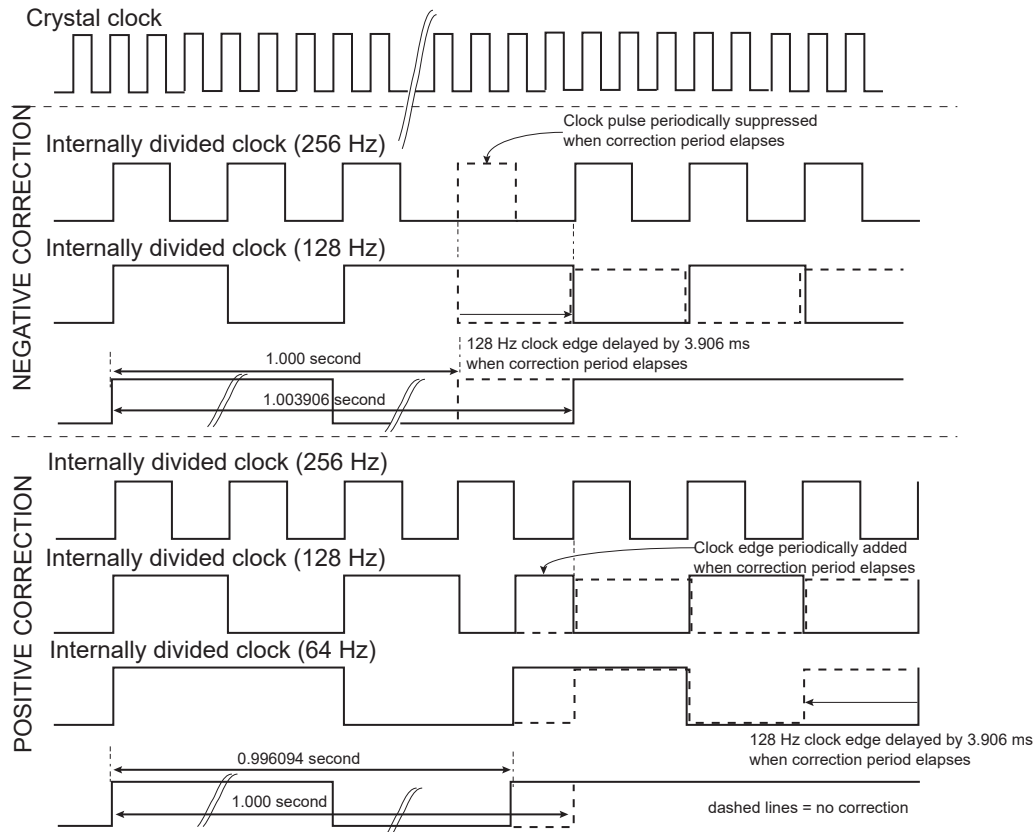 Crystal clock
NEGATIVE CORRECTION
Clock pulse periodically suppressed
when correction period elapses
Internally divided clock (256 Hz)
Internally divided clock (128 Hz)
128 Hz clock edge delayed by 3.906 ms
when correction period elapses
1.000 second
1.003906 second
POSITIVE CORRECTION
Internally divided clock (256 Hz)
Internally divided clock (128 Hz)
Clock edge periodically added
when correction period elapses
Internally divided clock (64 Hz)
128 Hz clock edge delayed by 3.906 ms
when correction period elapses
0.996094 second
1.000 second
dashed lines = no correction